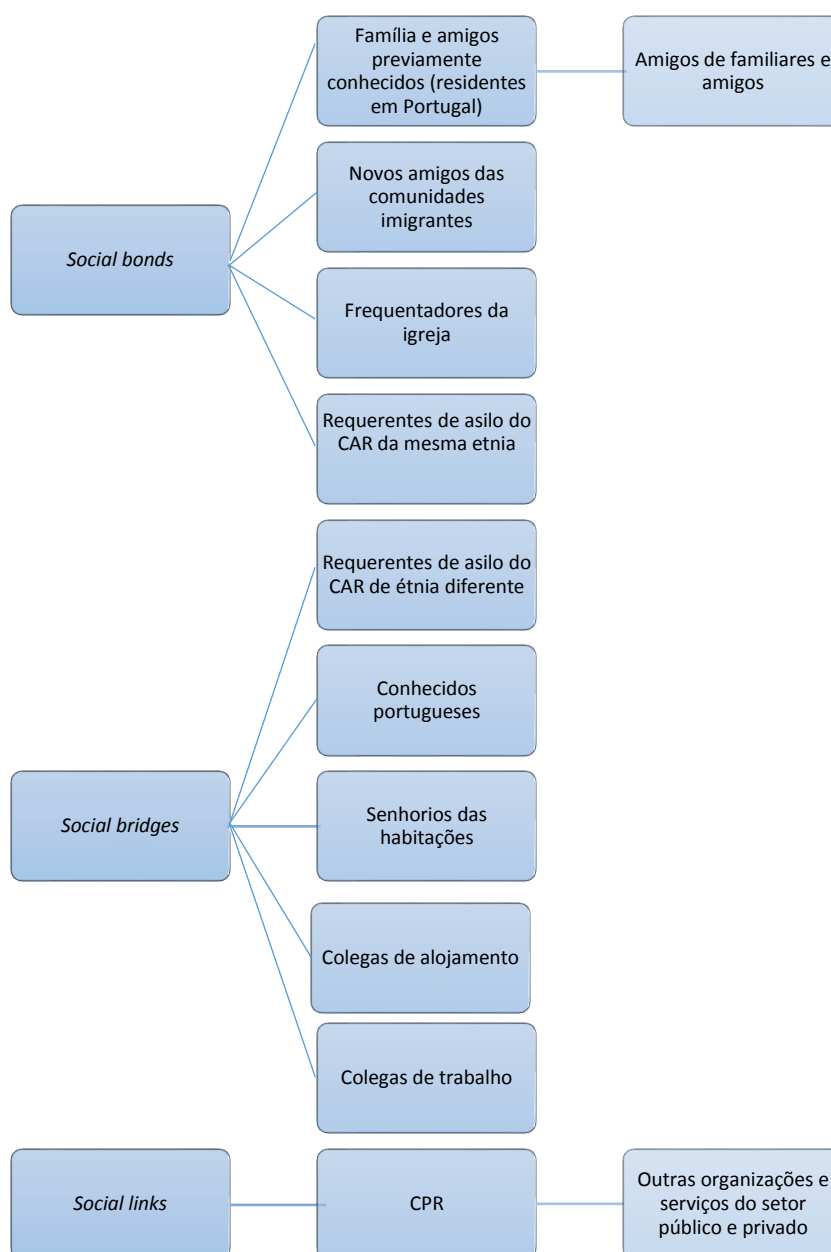 Família e amigos
previamente
conhecidos (residentes
em Portugal)
Amigos de familiares e
amigos
Novos amigos das
comunidades
imigrantes
Social bonds
Frequentadores da
igreja
Requerentes de asilo do
CAR da mesma etnia
Requerentes de asilo do
CAR de étnia diferente
Conhecidos
portugueses
Social bridges
Senhorios das
habitações
Colegas de alojamento
Colegas de trabalho
Social links
CPR
Outras organizações e
serviços do setor
público e privado